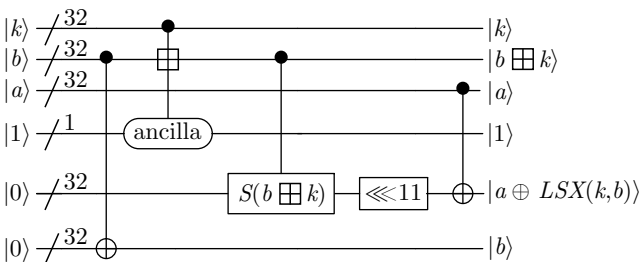 |k⟩ 32 |k⟩
|b⟩ 32 |b ⊞ k⟩
|a⟩ 32 |a⟩
|1⟩ 1 ancilla |1⟩
|0⟩ 32 S(b ⊞ k) ⋘11 |a ⊕ LSX(k,b)⟩
|0⟩ 32 |b⟩